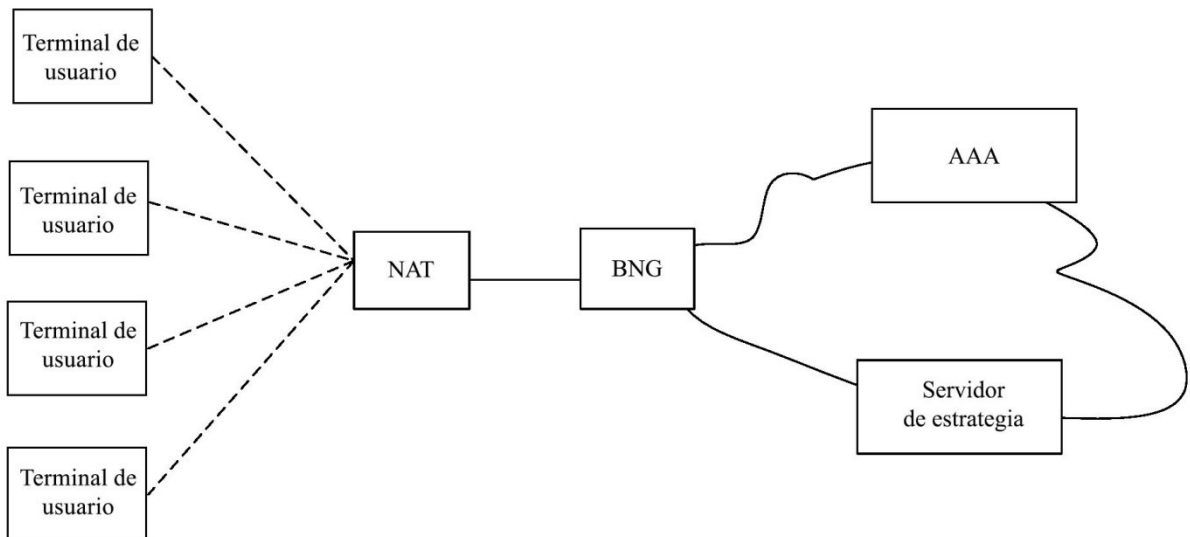 Terminal de
usuario
Terminal de
usuario
Terminal de
usuario
Terminal de
usuario
NAT
BNG
AAA
Servidor
de estrategia